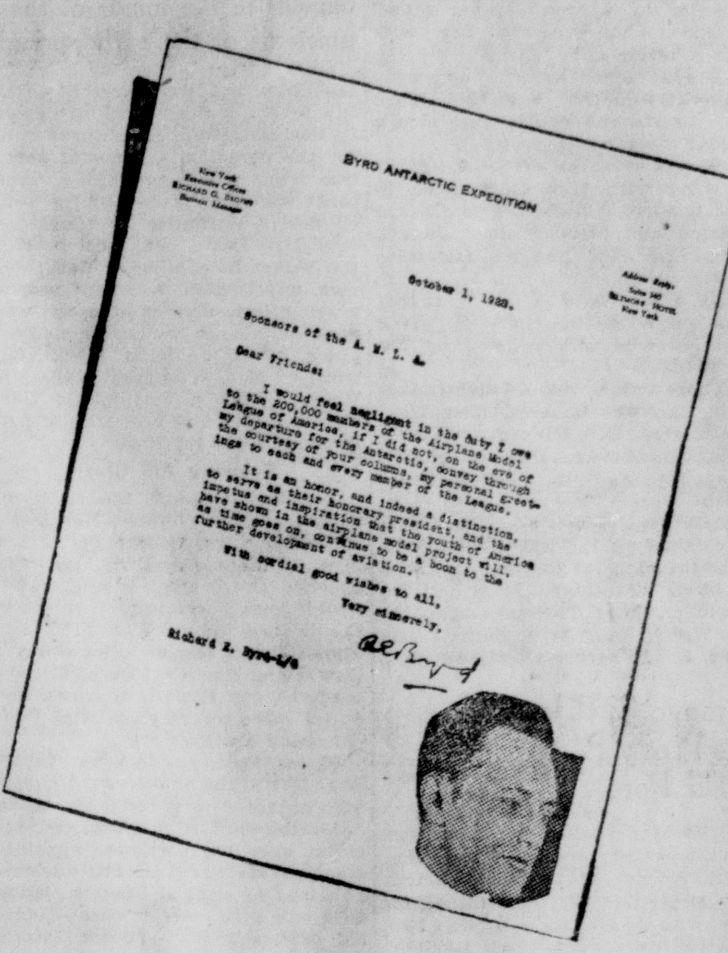 BYRD ANTARCTIC EXPEDITION
New York
Executive Offices
RICHARD G. BROPHY
Business Manager
Address Reply:
Suite 340
BILTMORE HOTEL
New York
October 1, 1928.
Sponsors of the A. M. L. A.
Dear Friends:
I would feel negligent in the duty I owe
to the 200,000 members of the Airplane Model
League of America, if I did not, on the eve of
my departure for the Antarctic, convey through
the courtesy of your columns, my personal greet-
ings to each and every member of the League.
It is an honor, and indeed a distinction,
to serve as their honorary president, and the
impetus and inspiration that the youth of America
have shown in the airplane model project will,
as time goes on, continue to be a boon to the
further development of aviation.
With cordial good wishes to all,
Very sincerely,
R E Byrd
Richard E. Byrd-L/S